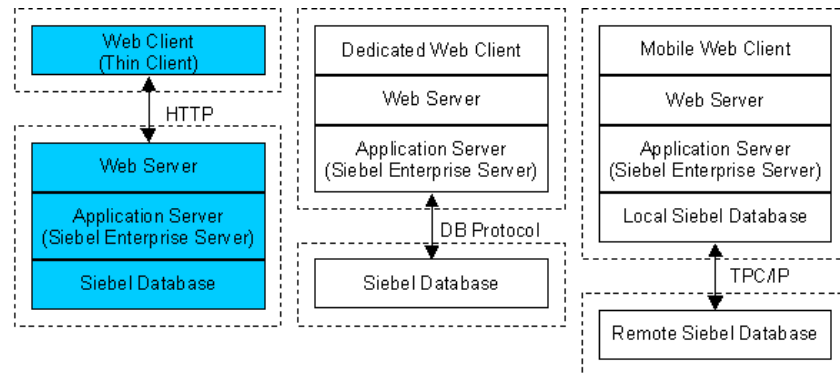 Web Client
(Thin Client)
HTTP
Web Server
Application Server
(Siebel Enterprise Server)
Siebel Database
Dedicated Web Client
Web Server
Application Server
(Siebel Enterprise Server)
DB Protocol
Siebel Database
Mobile Web Client
Web Server
Application Server
(Siebel Enterprise Server)
Local Siebel Database
TPC/IP
Remote Siebel Database